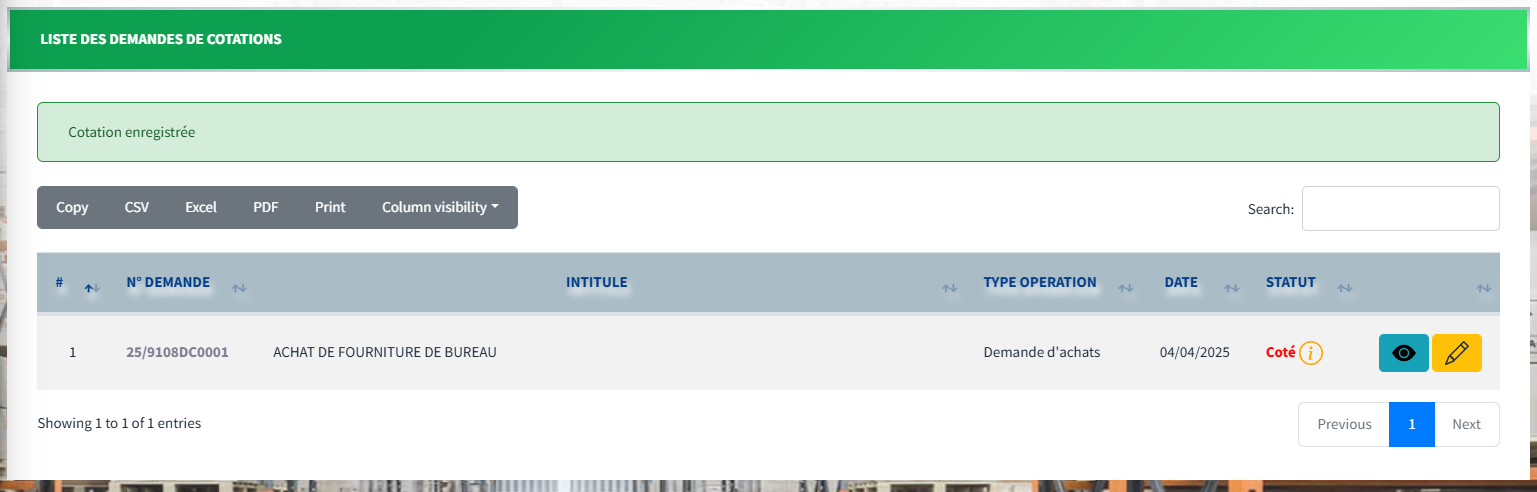 LISTE DES DEMANDES DE COTATIONS
Cotation enregistrée
Copy CSV Excel PDF Print Column visibility
Search:
# N° DEMANDE INTITULE TYPE OPERATION DATE STATUT
1 25/9108DC0001 ACHAT DE FOURNITURE DE BUREAU Demande d'achats 04/04/2025 Coté i
Showing 1 to 1 of 1 entries
Previous 1 Next